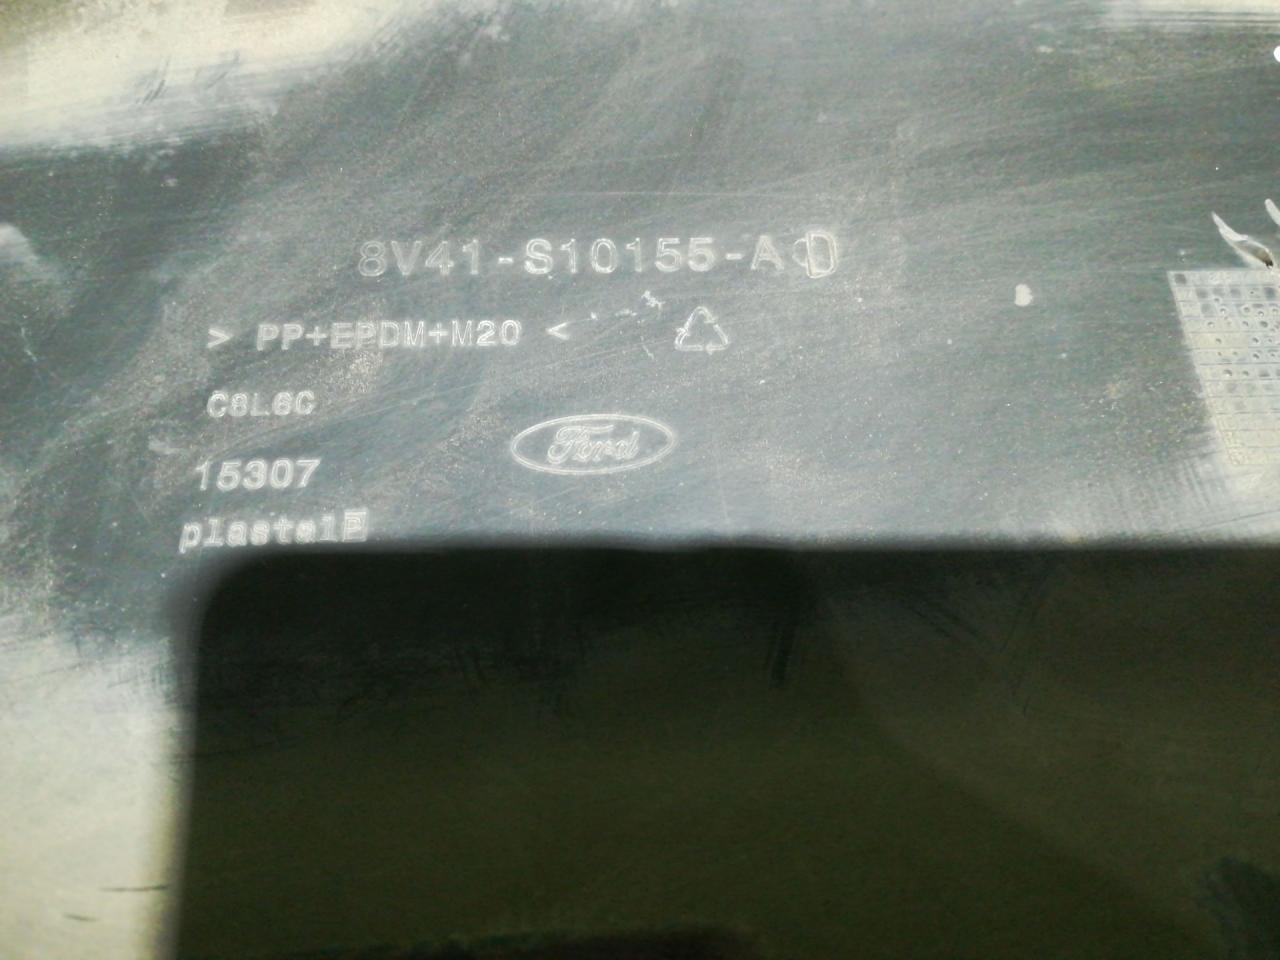 8V41-S10155-AD
> PP+EPDM+M20 <
C8L6C
Ford
15307
plastal P